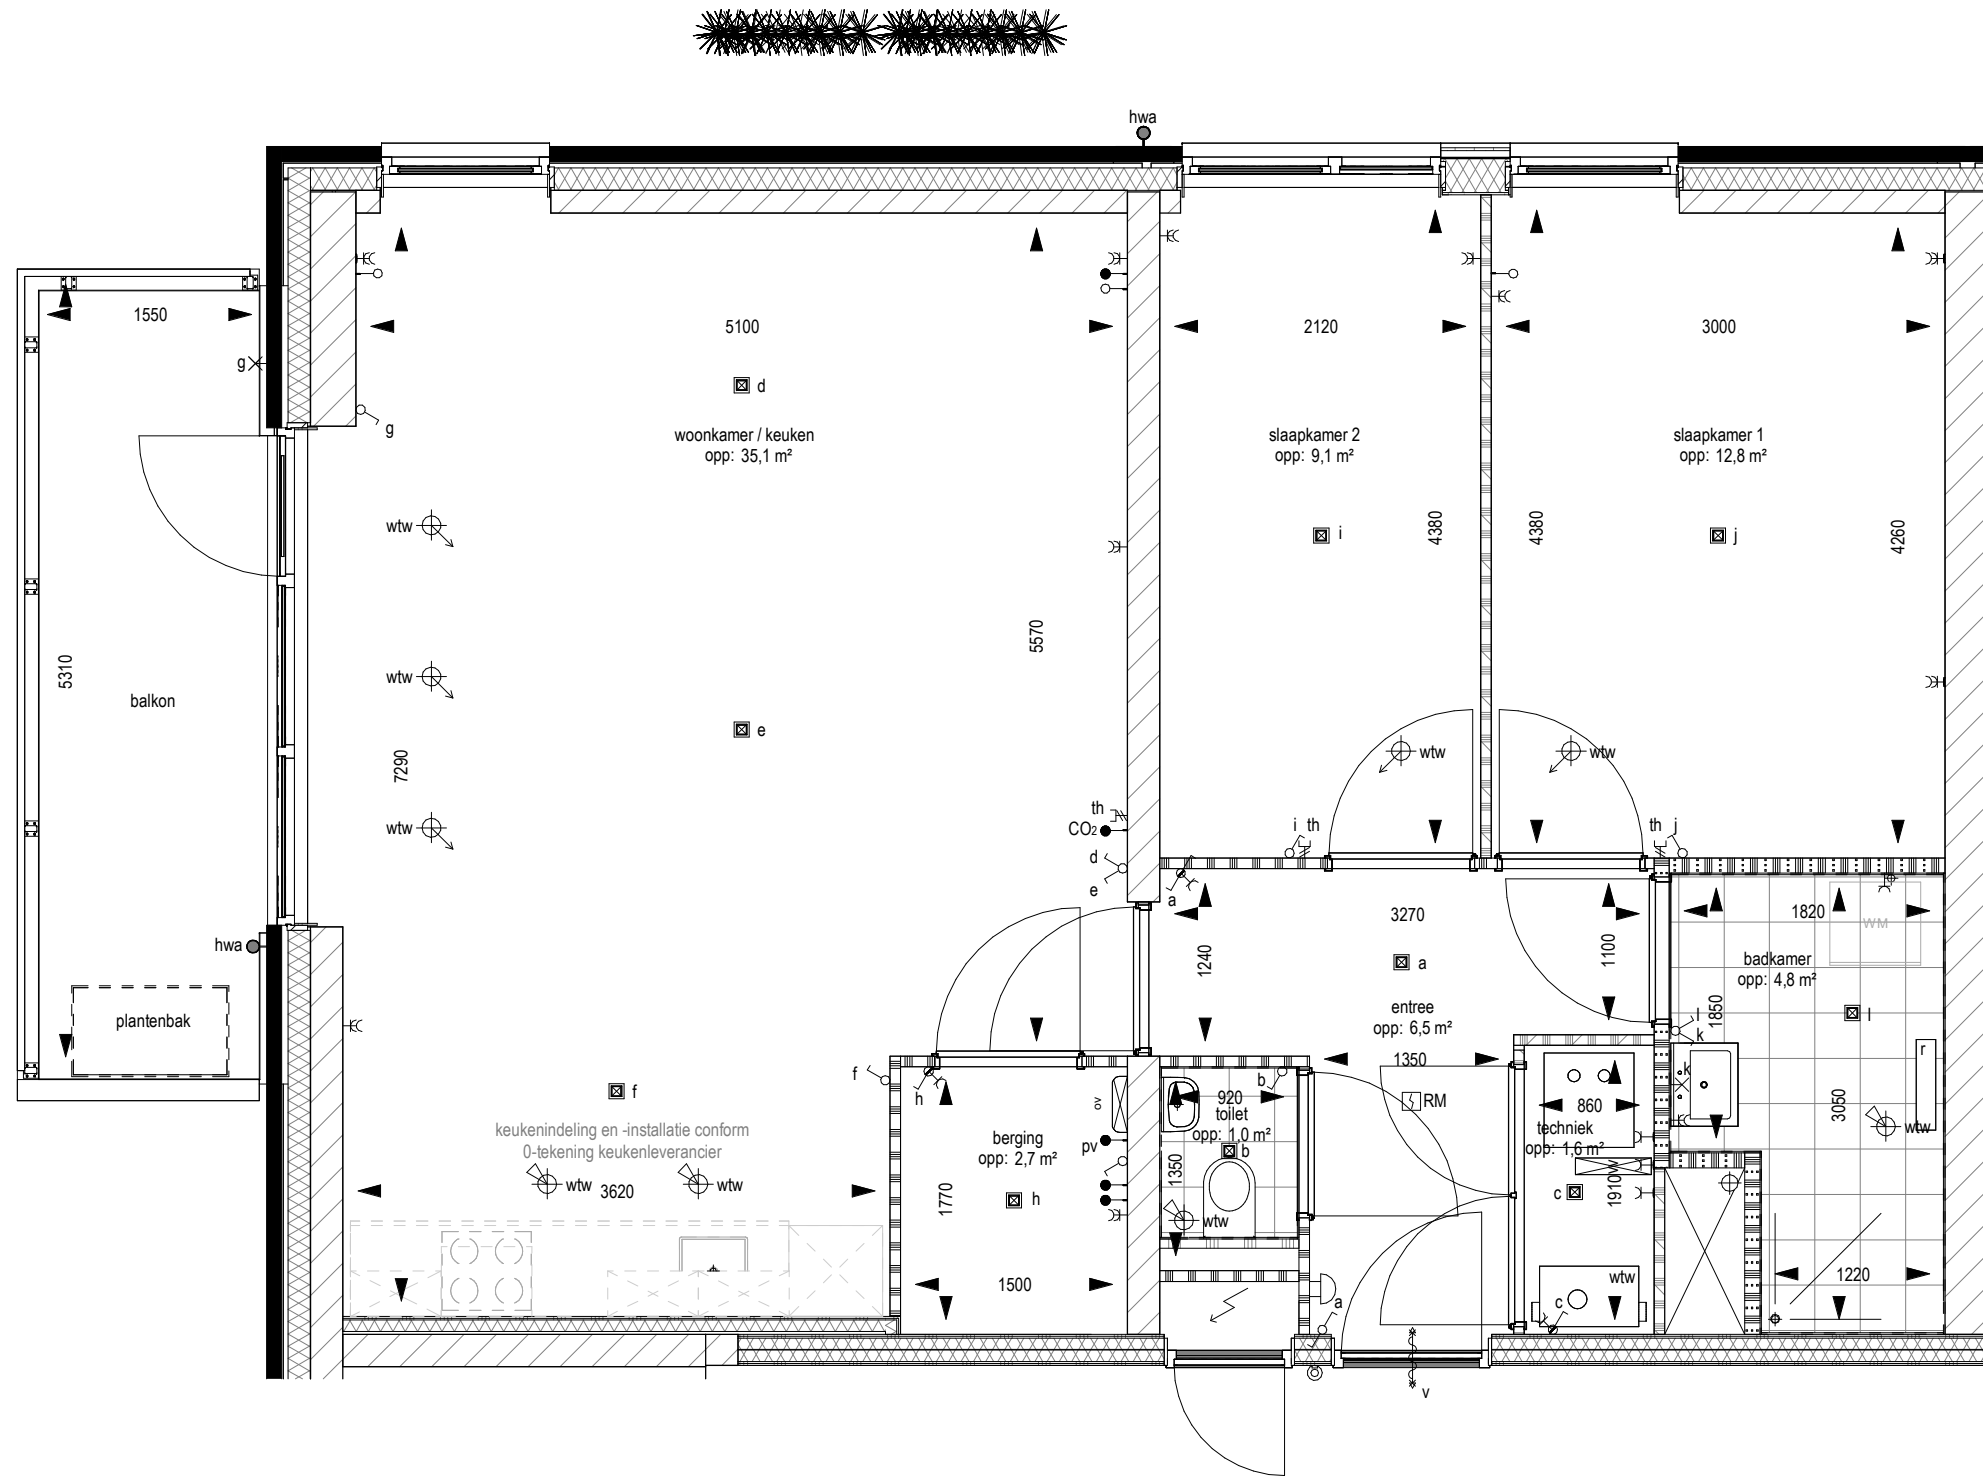 hwa
1550
5100
2120
3000
g
d
g
woonkamer / keuken
opp: 35,1 m²
slaapkamer 2
opp: 9,1 m²
slaapkamer 1
opp: 12,8 m²
wtw
4380
i
4380
j
4260
5570
5310
balkon
wtw
e
7290
wtw
wtw
wtw
th
CO2
d
e
i th
th j
a
3270
1820
WM
hwa
1240
a
1100
badkamer
opp: 4,8 m²
entree
opp: 6,5 m²
1850
l
l
k
plantenbak
1350
r
f
f
h
b
k
ov
920
toilet
opp: 1,0 m²
RM
860
techniek
opp: 1,6 m²
3050
wtw
keukenindeling en -installatie conform
0-tekening keukenleverancier
berging
opp: 2,7 m²
pv
b
1350
wtw
3620
wtw
1770
h
wtw
c
1910
1500
wtw
1220
a
c
v